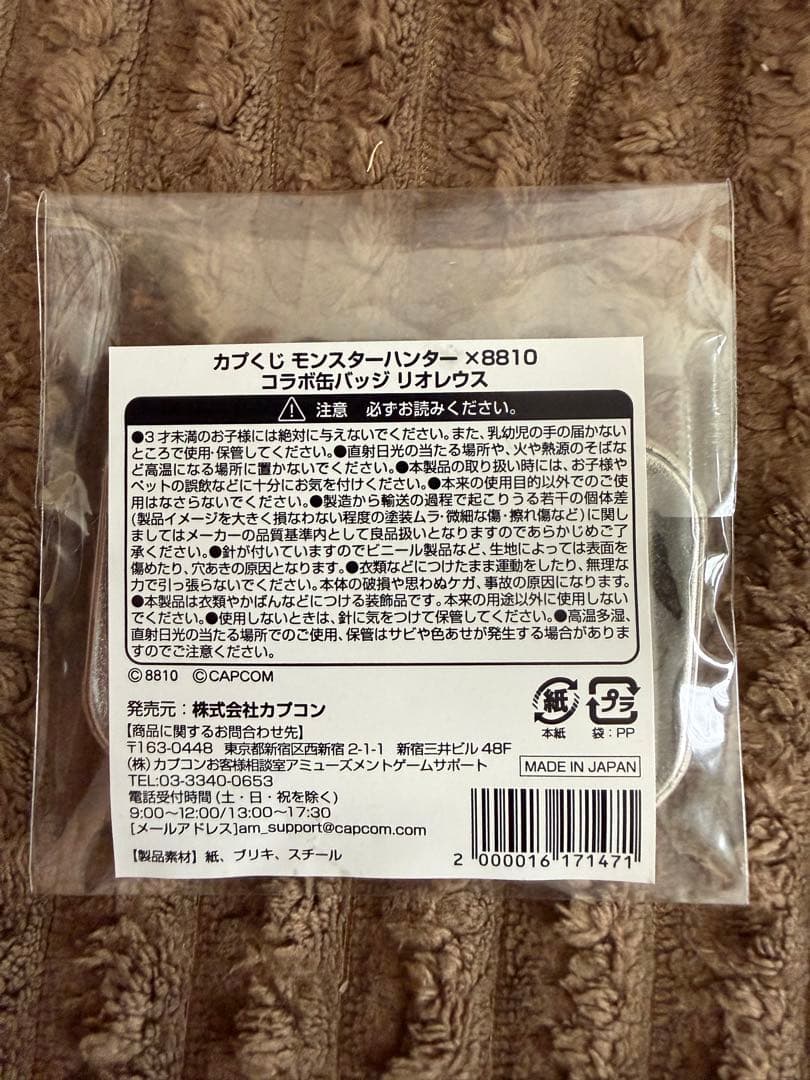 カプくじ モンスターハンター ×8810
コラボ缶バッジ リオレウス
注意 必ずお読みください。
●3才未満のお子様には絶対に与えないでください。また、乳幼児の手の届かない
ところで使用・保管してください。●直射日光の当たる場所や、火や熱源のそばな
ど高温になる場所に置かないでください。●本製品の取り扱い時には、お子様や
ペットの誤飲などに十分にお気を付けください。●本来の使用目的以外でのご使
用はなさらないでください。●製造から輸送の過程で起こりうる若干の個体差
(製品イメージを大きく損なわない程度の塗装ムラ・微細な傷・擦れ傷など)に関し
ましてはメーカーの品質基準内として良品扱いとなりますのであらかじめご了
承ください。●針が付いていますのでビニール製品など、生地によっては表面を
傷めたり、穴あきの原因となります。●衣類などにつけたまま運動をしたり、無理な
力で引っ張らないでください。本体の破損や思わぬケガ、事故の原因になります。
●本製品は衣類やかばんなどにつける装飾品です。本来の用途以外に使用しない
でください。●使用しないときは、針に気をつけて保管してください。●高温多湿、
直射日光の当たる場所でのご使用、保管はサビや色あせが発生する場合がありま
すのでご注意ください。
©8810 ©CAPCOM
発売元：株式会社カプコン
【商品に関するお問合わせ先】
〒163-0448 東京都新宿区西新宿2-1-1 新宿三井ビル48F
(株)カプコンお客様相談室アミューズメントゲームサポート
TEL:03-3340-0653
電話受付時間(土・日・祝を除く)
9:00〜12:00/13:00〜17:30
[メールアドレス]am_support@capcom.com
【製品素材】紙、ブリキ、スチール
紙
本紙
プラ
袋：PP
MADE IN JAPAN
2 000016 171471